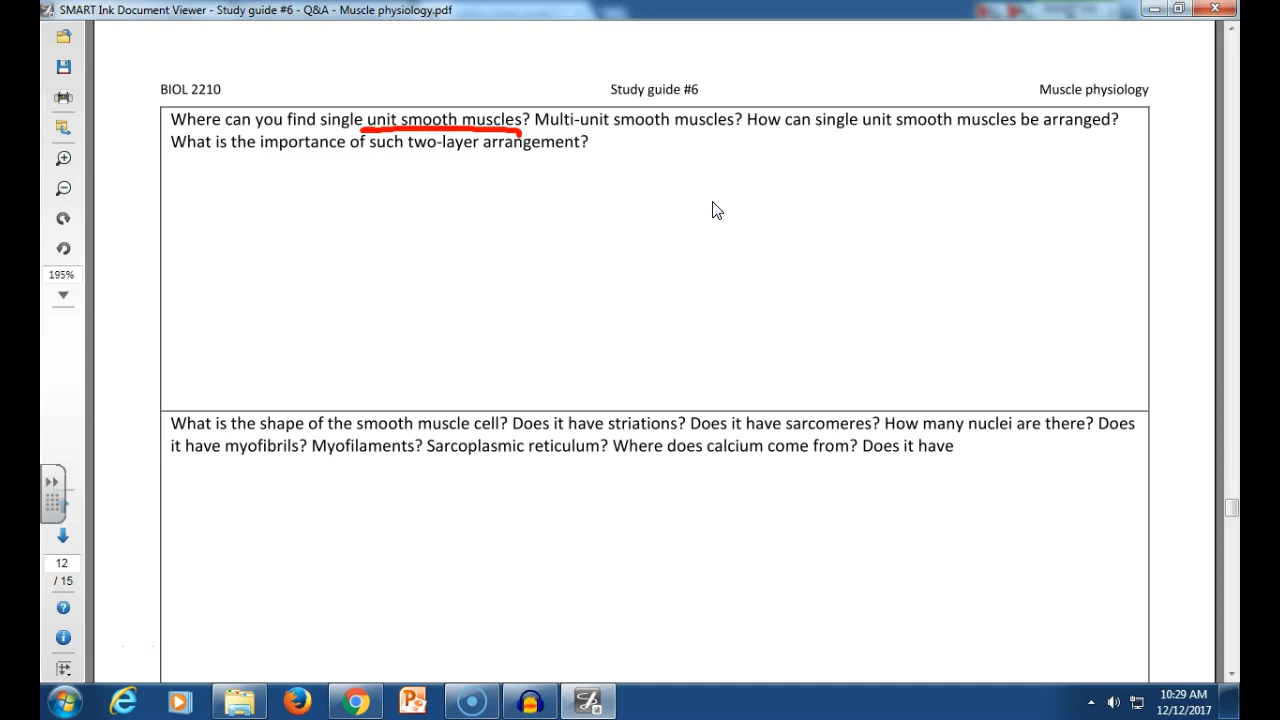 SMART Ink Document Viewer - Study guide #6 - Q&A - Muscle physiology.pdf
BIOL 2210 Study guide #6 Muscle physiology
Where can you find single unit smooth muscles? Multi-unit smooth muscles? How can single unit smooth muscles be arranged?
What is the importance of such two-layer arrangement?
195%
What is the shape of the smooth muscle cell? Does it have striations? Does it have sarcomeres? How many nuclei are there? Does
it have myofibrils? Myofilaments? Sarcoplasmic reticulum? Where does calcium come from? Does it have
12
/ 15
10:29 AM
12/12/2017